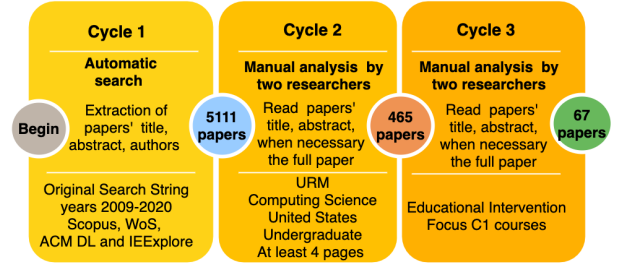 Cycle 1
Automatic
search
Begin
Extraction of
papers' title,
abstract, authors
Original Search String
years 2009-2020
Scopus, WoS,
ACM DL and IEExplore
5111
papers
Cycle 2
Manual analysis by
two researchers
Read papers'
title, abstract,
when necessary
the full paper
URM
Computing Science
United States
Undergraduate
At least 4 pages
465
papers
Cycle 3
Manual analysis by
two researchers
Read papers'
title, abstract,
when necessary
the full paper
Educational Intervention
Focus C1 courses
67
papers